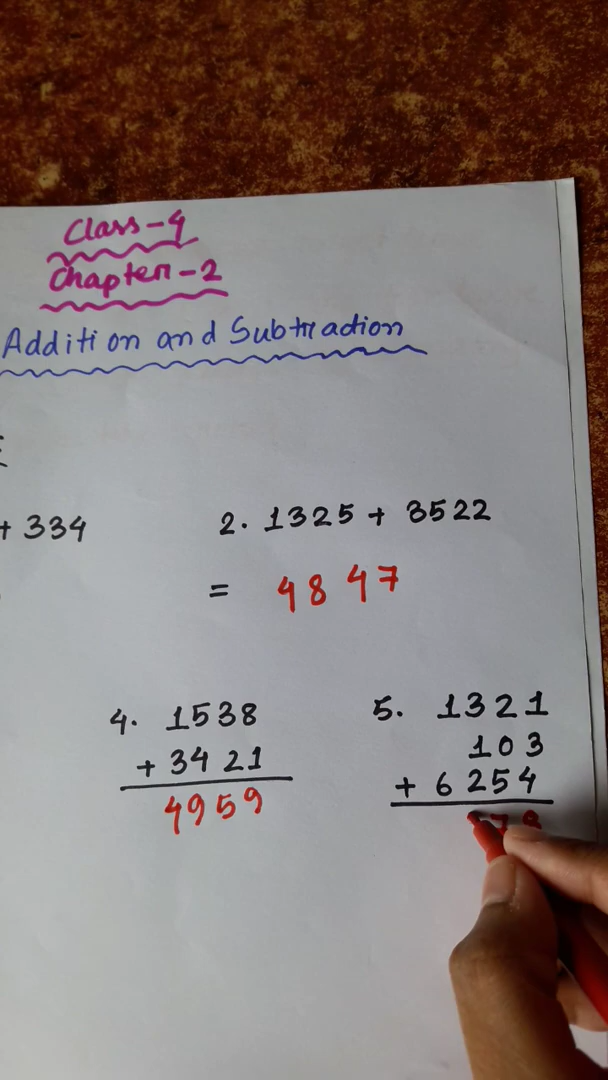 Class-4
Chapter-2
Addition and Subtraction
+ 334
2. 1325 + 3522
= 4847
4. 1538
+ 3421
4959
5. 1321
103
+ 6254
78